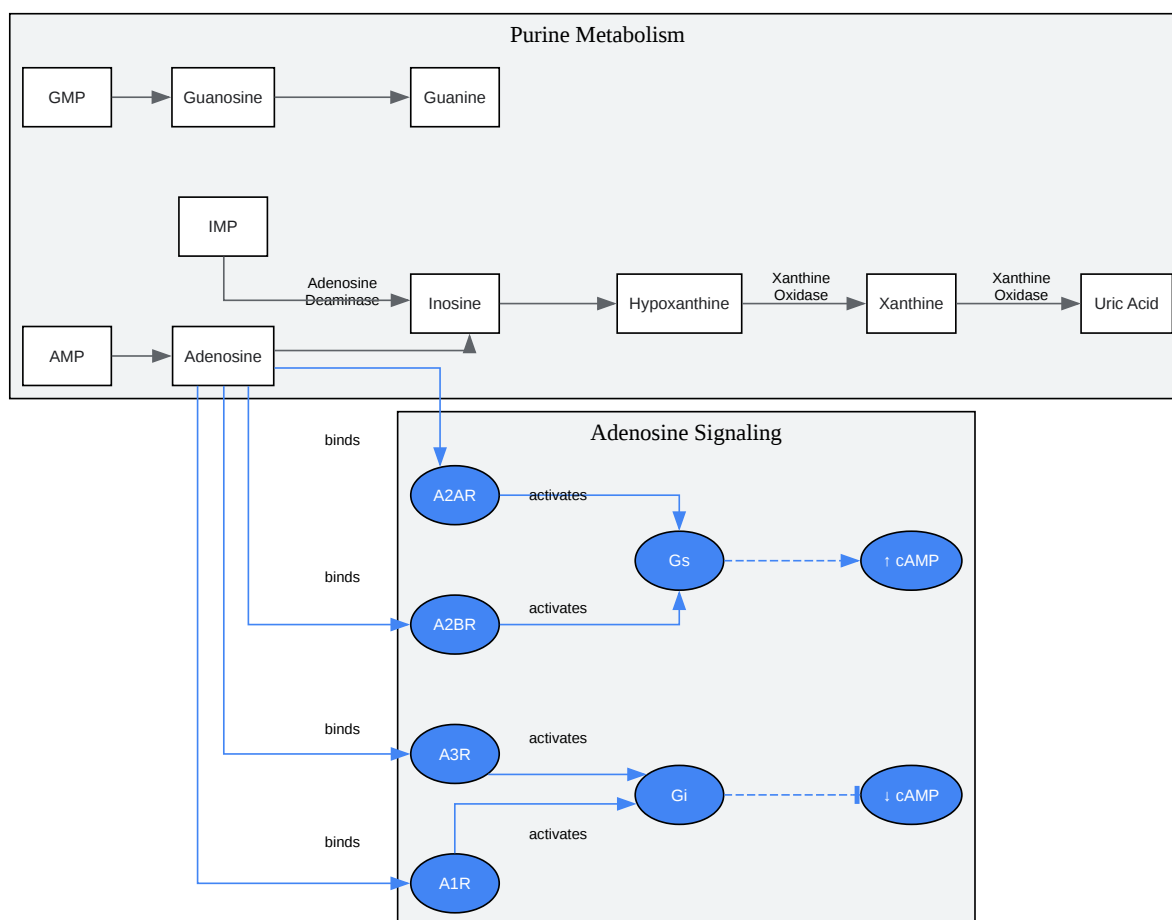 Purine Metabolism
GMP
Guanosine
Guanine
IMP
Adenosine
Deaminase
Inosine
Hypoxanthine
Xanthine
Oxidase
Xanthine
Xanthine
Oxidase
Uric Acid
AMP
Adenosine
Adenosine Signaling
binds
A2AR
activates
Gs
↑ cAMP
binds
A2BR
activates
binds
A3R
activates
Gi
↓ cAMP
binds
activates
A1R